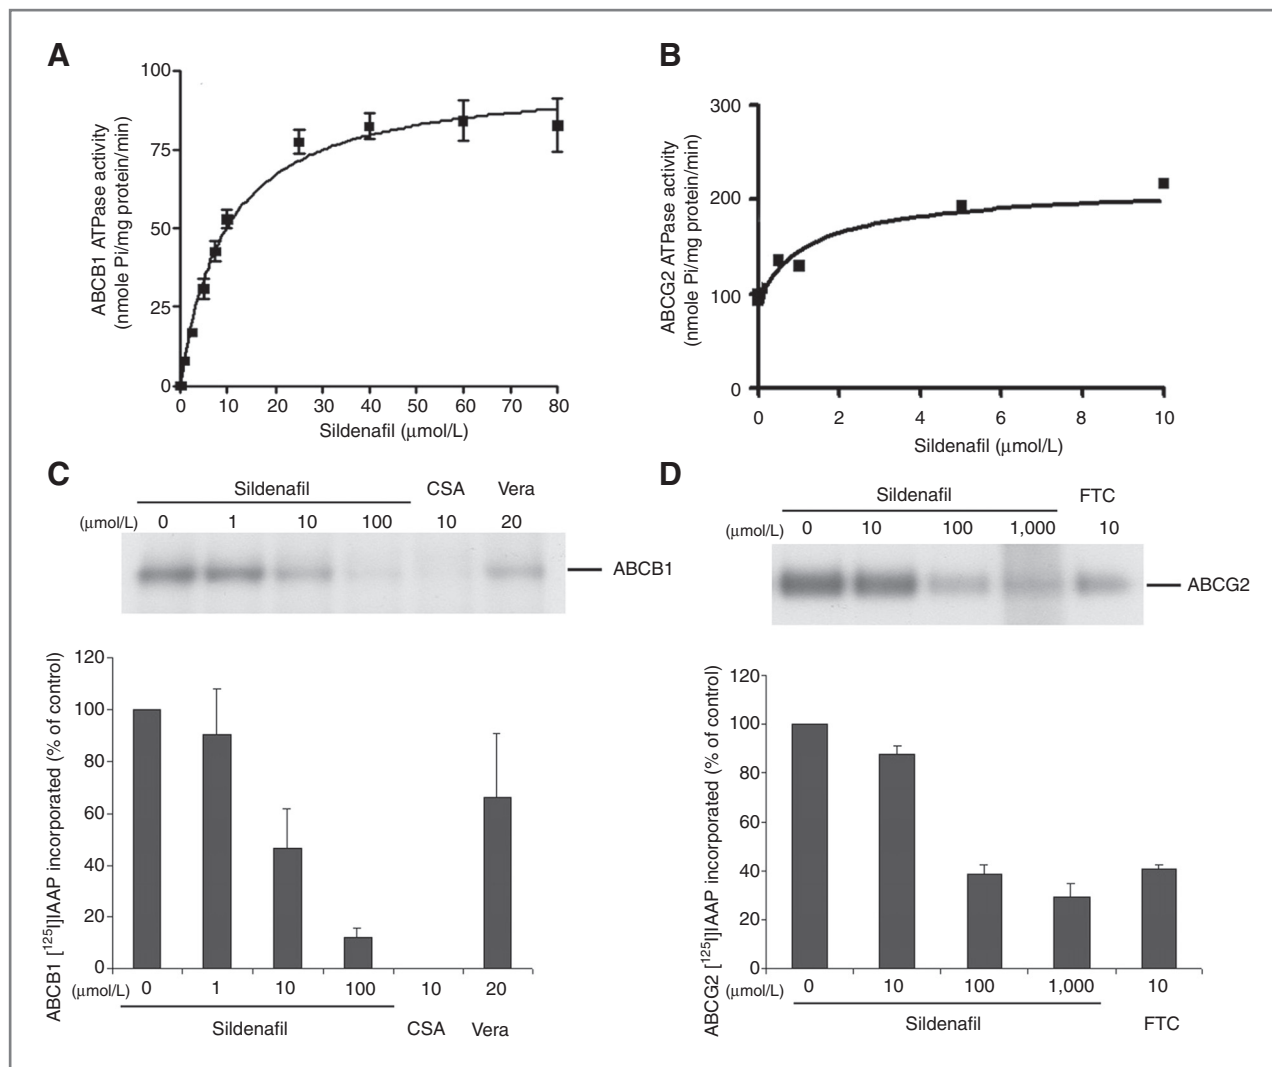 A
100
75
50
25
0
ABCB1 ATPase activity
(nmole Pi/mg protein/min)
0 10 20 30 40 50 60 70 80
Sildenafil (μmol/L)
B
300
200
100
0
ABCG2 ATPase activity
(nmole Pi/mg protein/min)
0 2 4 6 8 10
Sildenafil (μmol/L)
C
Sildenafil CSA Vera
(μmol/L) 0 1 10 100 10 20
ABCB1
120
100
80
60
40
20
0
ABCB1 [¹²⁵I]IAAP incorporated (% of control)
(μmol/L) 0 1 10 100 10 20
Sildenafil CSA Vera
D
Sildenafil FTC
(μmol/L) 0 10 100 1,000 10
ABCG2
120
100
80
60
40
20
0
ABCG2 [¹²⁵I]IAAP incorporated (% of control)
(μmol/L) 0 10 100 1,000 10
Sildenafil FTC